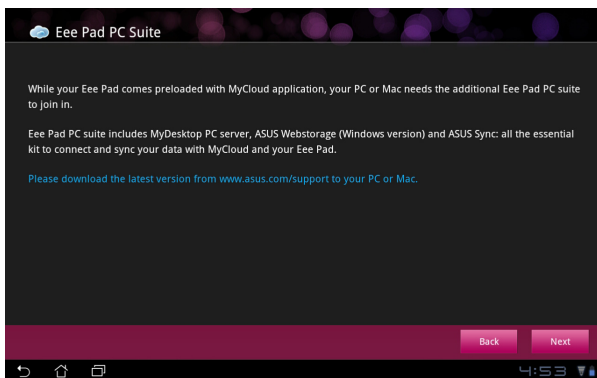 Eee Pad PC Suite
While your Eee Pad comes preloaded with MyCloud application, your PC or Mac needs the additional Eee Pad PC suite
to join in.
Eee Pad PC suite includes MyDesktop PC server, ASUS Webstorage (Windows version) and ASUS Sync: all the essential
kit to connect and sync your data with MyCloud and your Eee Pad.
Please download the latest version from www.asus.com/support to your PC or Mac.
Back Next
4:53